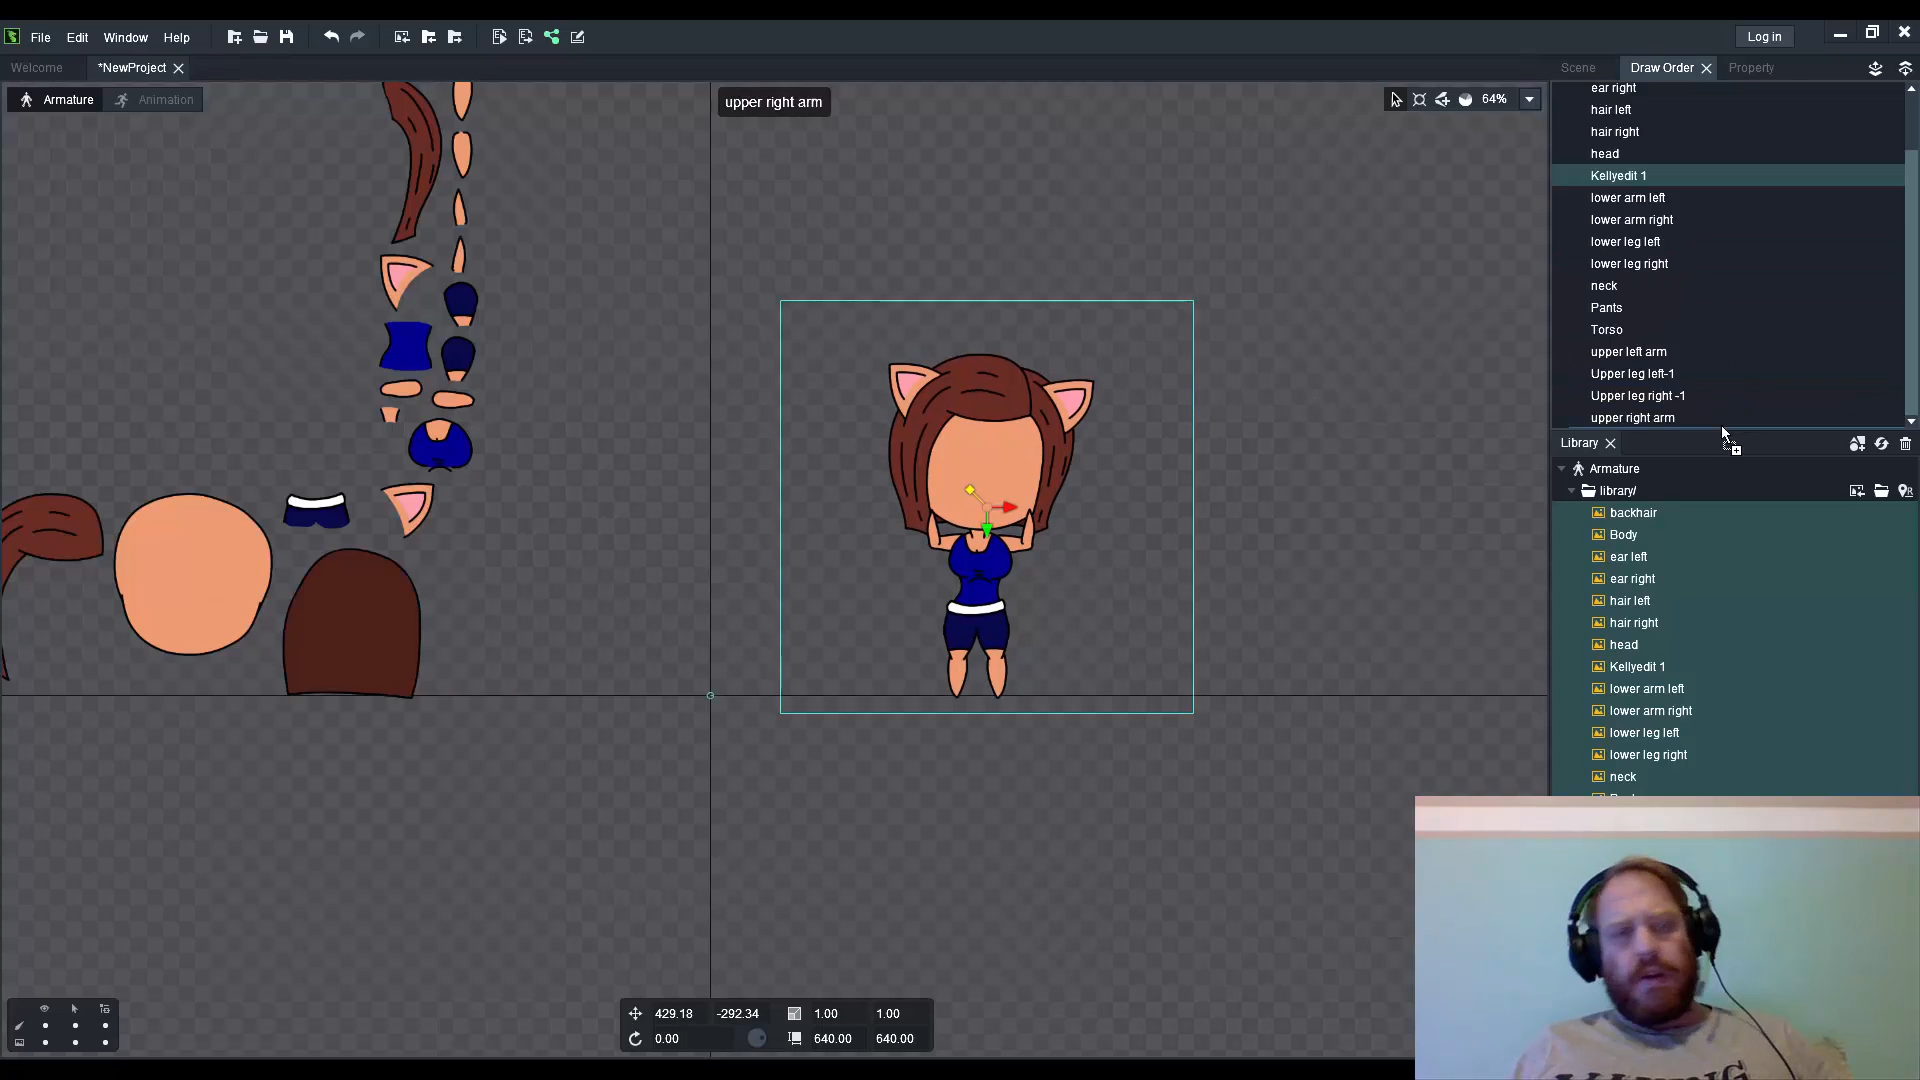 File Edit Window Help
Log in
Welcome *NewProject
Scene Draw Order Property
Armature Animation
upper right arm
64%
ear right
hair left
hair right
head
Kellyedit 1
lower arm left
lower arm right
lower leg left
lower leg right
neck
Pants
Torso
upper left arm
Upper leg left-1
Upper leg right -1
upper right arm
Library
Armature
library/
backhair
Body
ear left
ear right
hair left
hair right
head
Kellyedit 1
lower arm left
lower arm right
lower leg left
lower leg right
neck
429.18 -292.34 1.00 1.00
0.00 640.00 640.00